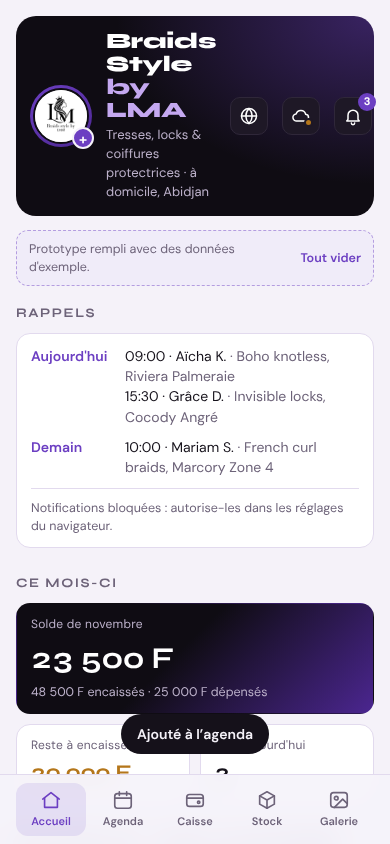 Braids
Style
by
LMA
Tresses, locks &
coiffures
protectrices · à
domicile, Abidjan
3
Prototype rempli avec des données
d'exemple.
Tout vider
RAPPELS
Aujourd'hui
09:00 · Aïcha K. · Boho knotless,
Riviera Palmeraie
15:30 · Grâce D. · Invisible locks,
Cocody Angré
Demain
10:00 · Mariam S. · French curl
braids, Marcory Zone 4
Notifications bloquées : autorise-les dans les réglages
du navigateur.
CE MOIS-CI
Solde de novembre
23 500 F
48 500 F encaissés · 25 000 F dépensés
Reste à encaisse
Ajouté à l'agenda
Accueil
Agenda
Caisse
Stock
Galerie